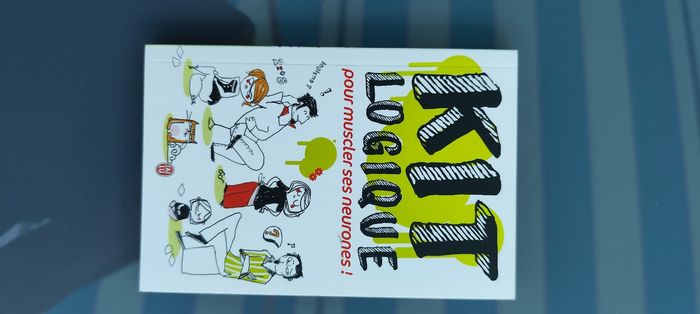 KIT
LOGIQUE
pour muscler ses neurones !